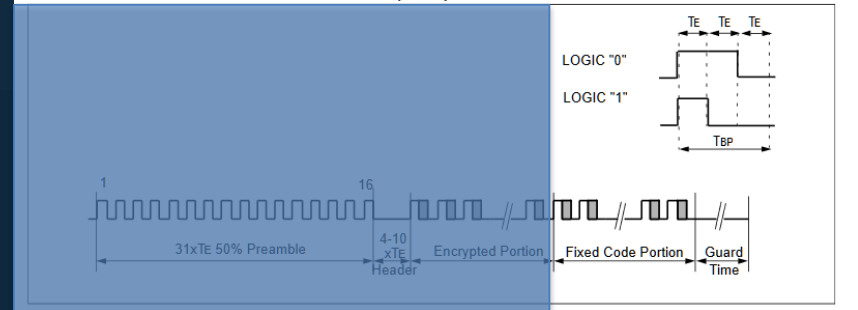 TE TE TE
LOGIC "0"
LOGIC "1"
TBP
1 16
31xTE 50% Preamble
4-10
xTE
Header
Encrypted Portion
Fixed Code Portion
Guard
Time